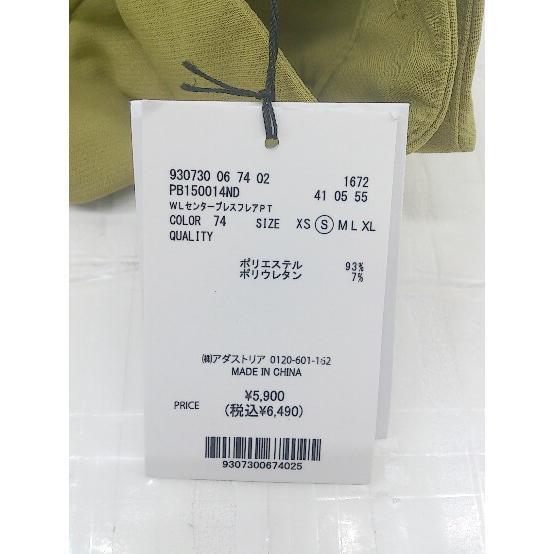 930730 06 74 02 1672
PB150014ND 41 05 55
WLセンタープレスフレアPT
COLOR 74 SIZE XS S M L XL
QUALITY
ポリエステル 93%
ポリウレタン 7%
㈱アダストリア 0120-601-162
MADE IN CHINA
¥5,900
PRICE (税込¥6,490)
9307300674025